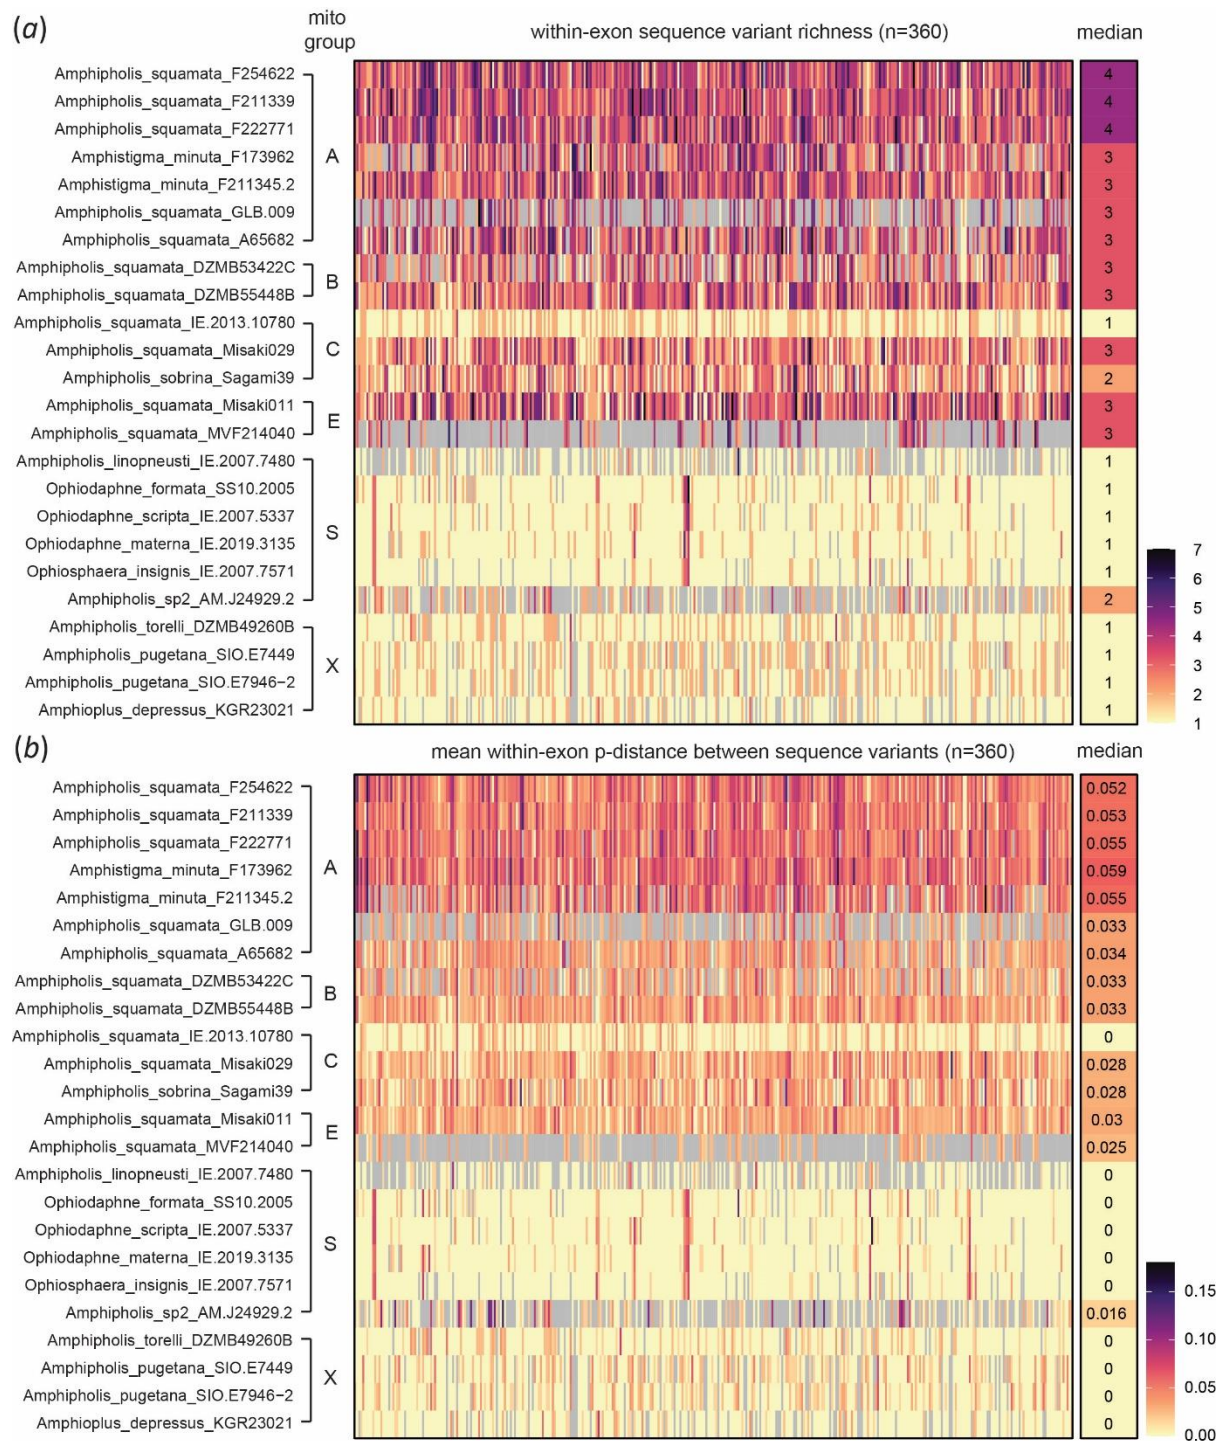 (a)
mito
group
within-exon sequence variant richness (n=360)
median
Amphipholis_squamata_F254622
4
Amphipholis_squamata_F211339
4
Amphipholis_squamata_F222771
4
Amphistigma_minuta_F173962
A
3
Amphistigma_minuta_F211345.2
3
Amphipholis_squamata_GLB.009
3
Amphipholis_squamata_A65682
3
Amphipholis_squamata_DZMB53422C
B
3
Amphipholis_squamata_DZMB55448B
3
Amphipholis_squamata_IE.2013.10780
1
Amphipholis_squamata_Misaki029
C
3
Amphipholis_sobrina_Sagami39
2
Amphipholis_squamata_Misaki011
E
3
Amphipholis_squamata_MVF214040
3
Amphipholis_linopneusti_IE.2007.7480
1
Ophiodaphne_formata_SS10.2005
1
Ophiodaphne_scripta_IE.2007.5337
S
1
Ophiodaphne_materna_IE.2019.3135
1
Ophiosphaera_insignis_IE.2007.7571
1
Amphipholis_sp2_AM.J24929.2
2
Amphipholis_torelli_DZMB49260B
1
Amphipholis_pugetana_SIO.E7449
X
1
Amphipholis_pugetana_SIO.E7946−2
1
Amphioplus_depressus_KGR23021
1
7
6
5
4
3
2
1
(b)
mean within-exon p-distance between sequence variants (n=360)
median
Amphipholis_squamata_F254622
0.052
Amphipholis_squamata_F211339
0.053
Amphipholis_squamata_F222771
0.055
Amphistigma_minuta_F173962
A
0.059
Amphistigma_minuta_F211345.2
0.055
Amphipholis_squamata_GLB.009
0.033
Amphipholis_squamata_A65682
0.034
Amphipholis_squamata_DZMB53422C
B
0.033
Amphipholis_squamata_DZMB55448B
0.033
Amphipholis_squamata_IE.2013.10780
0
Amphipholis_squamata_Misaki029
C
0.028
Amphipholis_sobrina_Sagami39
0.028
Amphipholis_squamata_Misaki011
E
0.03
Amphipholis_squamata_MVF214040
0.025
Amphipholis_linopneusti_IE.2007.7480
0
Ophiodaphne_formata_SS10.2005
0
Ophiodaphne_scripta_IE.2007.5337
S
0
Ophiodaphne_materna_IE.2019.3135
0
Ophiosphaera_insignis_IE.2007.7571
0
Amphipholis_sp2_AM.J24929.2
0.016
Amphipholis_torelli_DZMB49260B
0
Amphipholis_pugetana_SIO.E7449
X
0
Amphipholis_pugetana_SIO.E7946−2
0
Amphioplus_depressus_KGR23021
0
0.15
0.10
0.05
0.00